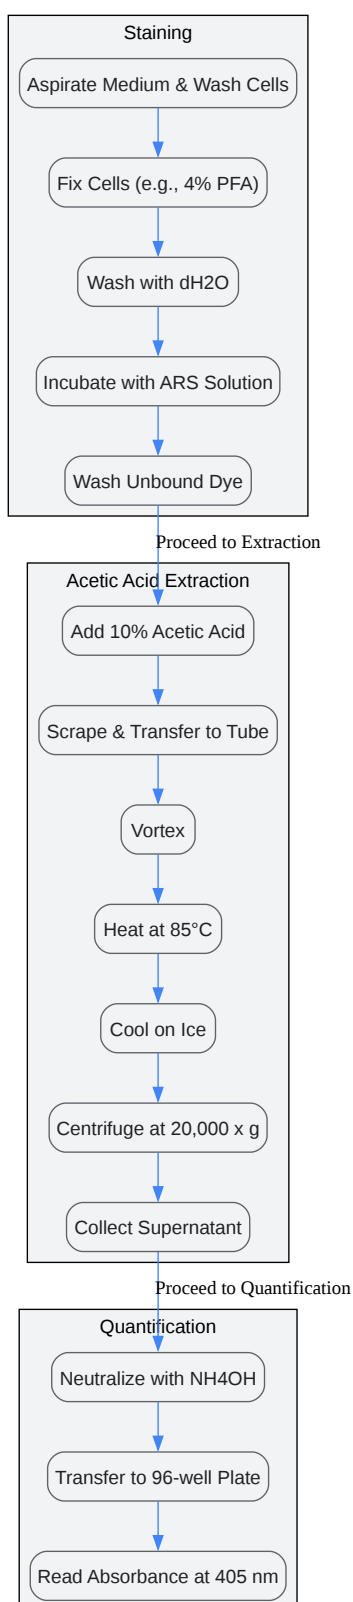 Staining
Aspirate Medium & Wash Cells
Fix Cells (e.g., 4% PFA)
Wash with dH2O
Incubate with ARS Solution
Wash Unbound Dye
Proceed to Extraction
Acetic Acid Extraction
Add 10% Acetic Acid
Scrape & Transfer to Tube
Vortex
Heat at 85°C
Cool on Ice
Centrifuge at 20,000 x g
Collect Supernatant
Proceed to Quantification
Quantification
Neutralize with NH4OH
Transfer to 96-well Plate
Read Absorbance at 405 nm